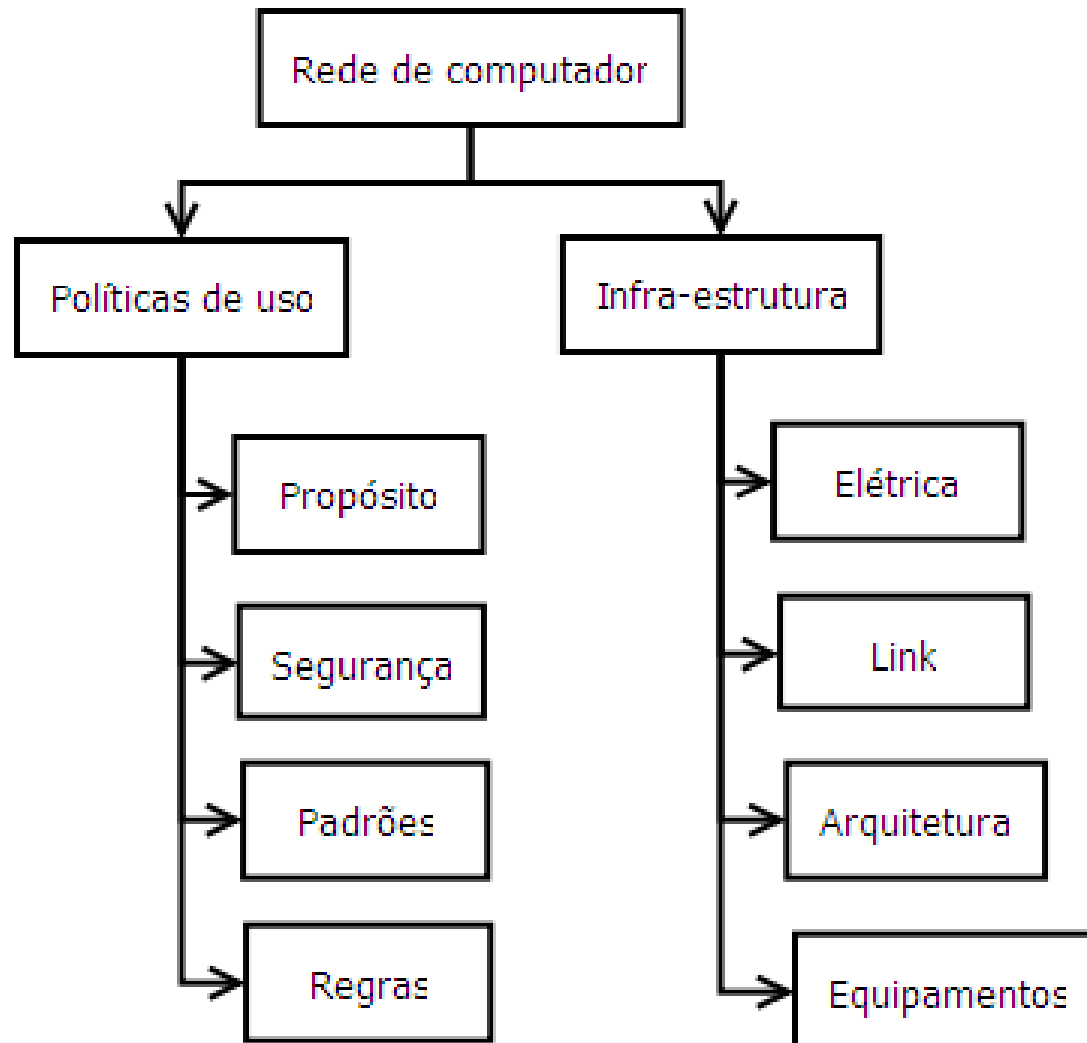 Rede de computador
Políticas de uso
Infra-estrutura
Propósito
Elétrica
Segurança
Link
Padrões
Arquitetura
Regras
Equipamentos